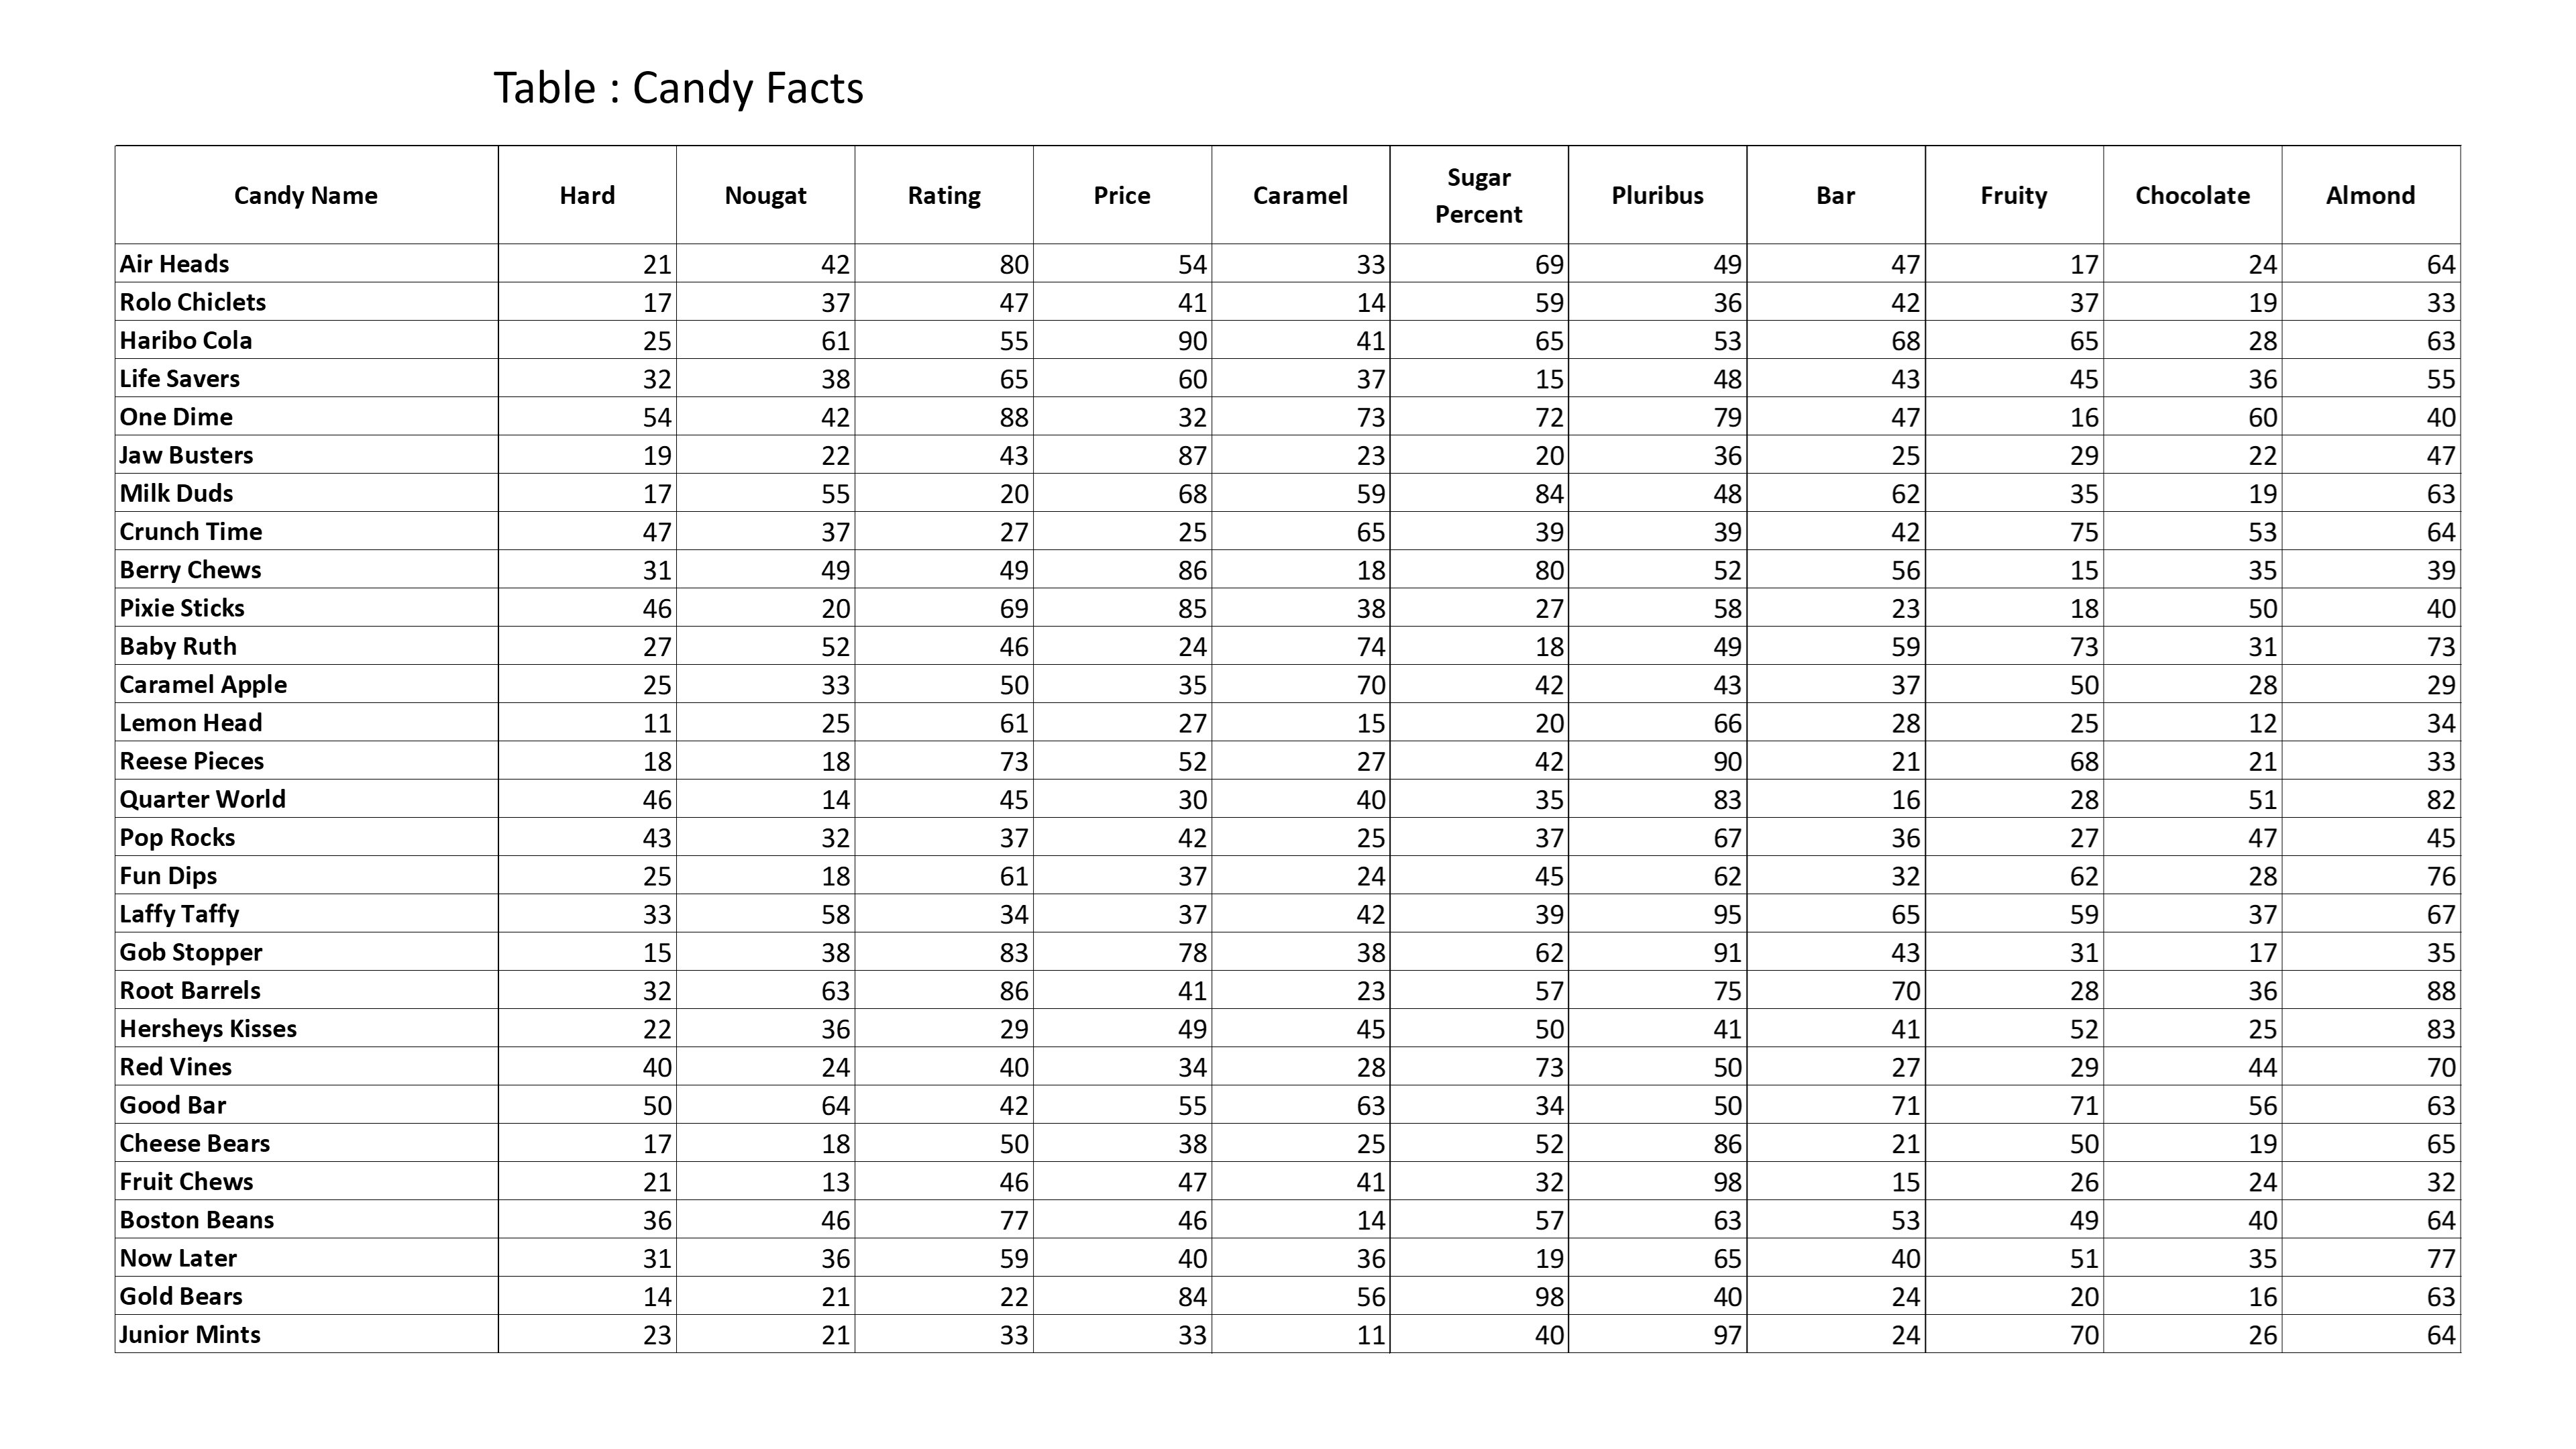 Table : Candy Facts
Candy Name Hard Nougat Rating Price Caramel Sugar Percent Pluribus Bar Fruity Chocolate Almond
Air Heads 21 42 80 54 33 69 49 47 17 24 64
Rolo Chiclets 17 37 47 41 14 59 36 42 37 19 33
Haribo Cola 25 61 55 90 41 65 53 68 65 28 63
Life Savers 32 38 65 60 37 15 48 43 45 36 55
One Dime 54 42 88 32 73 72 79 47 16 60 40
Jaw Busters 19 22 43 87 23 20 36 25 29 22 47
Milk Duds 17 55 20 68 59 84 48 62 35 19 63
Crunch Time 47 37 27 25 65 39 39 42 75 53 64
Berry Chews 31 49 49 86 18 80 52 56 15 35 39
Pixie Sticks 46 20 69 85 38 27 58 23 18 50 40
Baby Ruth 27 52 46 24 74 18 49 59 73 31 73
Caramel Apple 25 33 50 35 70 42 43 37 50 28 29
Lemon Head 11 25 61 27 15 20 66 28 25 12 34
Reese Pieces 18 18 73 52 27 42 90 21 68 21 33
Quarter World 46 14 45 30 40 35 83 16 28 51 82
Pop Rocks 43 32 37 42 25 37 67 36 27 47 45
Fun Dips 25 18 61 37 24 45 62 32 62 28 76
Laffy Taffy 33 58 34 37 42 39 95 65 59 37 67
Gob Stopper 15 38 83 78 38 62 91 43 31 17 35
Root Barrels 32 63 86 41 23 57 75 70 28 36 88
Hersheys Kisses 22 36 29 49 45 50 41 41 52 25 83
Red Vines 40 24 40 34 28 73 50 27 29 44 70
Good Bar 50 64 42 55 63 34 50 71 71 56 63
Cheese Bears 17 18 50 38 25 52 86 21 50 19 65
Fruit Chews 21 13 46 47 41 32 98 15 26 24 32
Boston Beans 36 46 77 46 14 57 63 53 49 40 64
Now Later 31 36 59 40 36 19 65 40 51 35 77
Gold Bears 14 21 22 84 56 98 40 24 20 16 63
Junior Mints 23 21 33 33 11 40 97 24 70 26 64